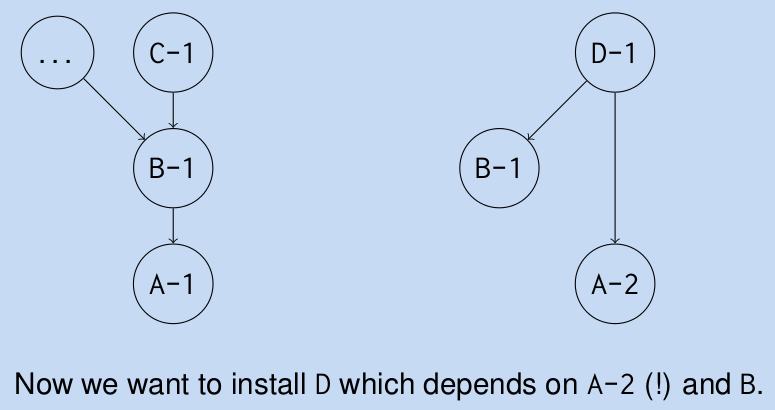 ...
C-1
D-1
B-1
B-1
A-1
A-2
Now we want to install D which depends on A-2 (!) and B.